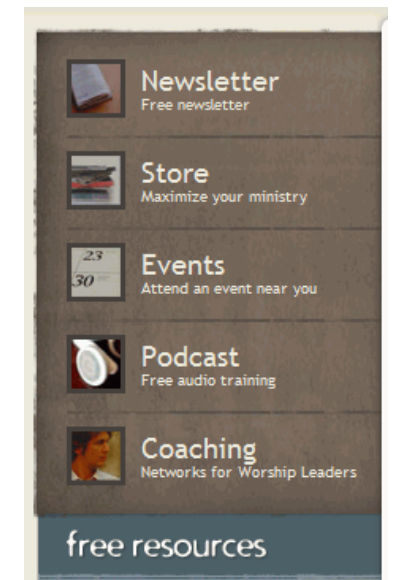 Newsletter
Free newsletter
Store
Maximize your ministry
23
30
Events
Attend an event near you
Podcast
Free audio training
Coaching
Networks for Worship Leaders
free resources